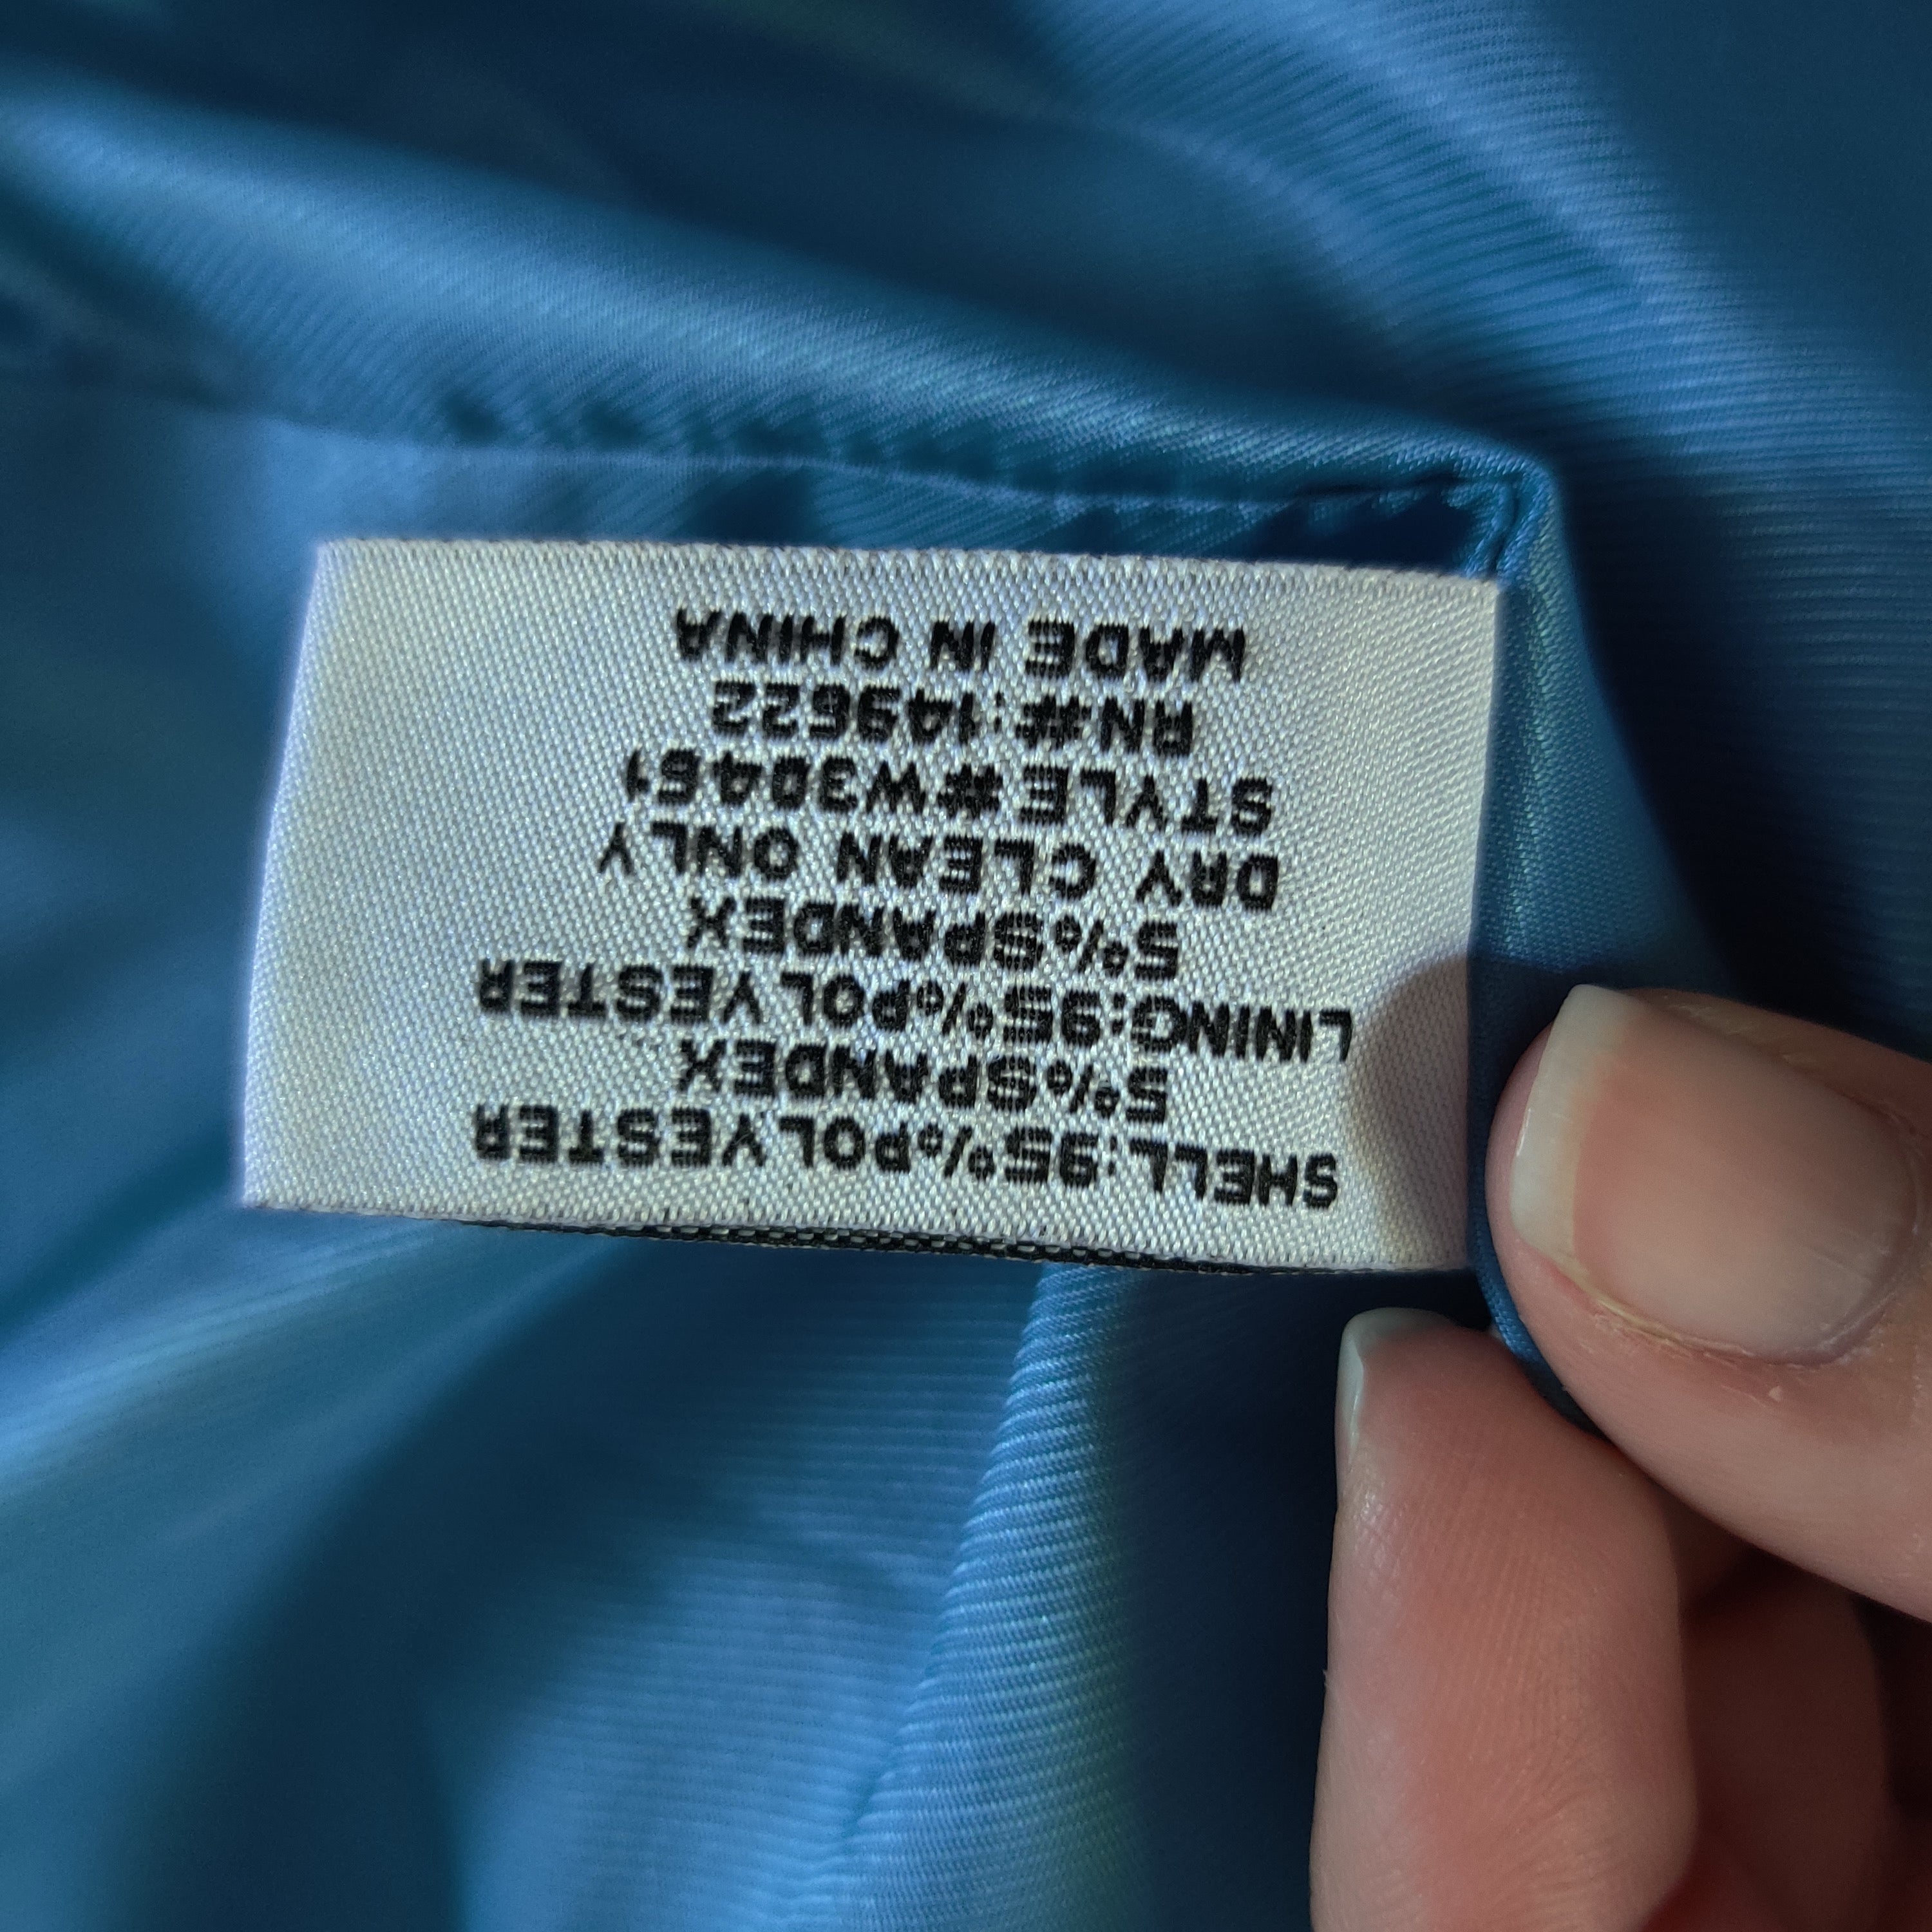 SHELL:95%POLYESTER
5%SPANDEX
LINING:95%POLYESTER
5%SPANDEX
DRY CLEAN ONLY
STYLE#W30461
RN#:149622
MADE IN CHINA